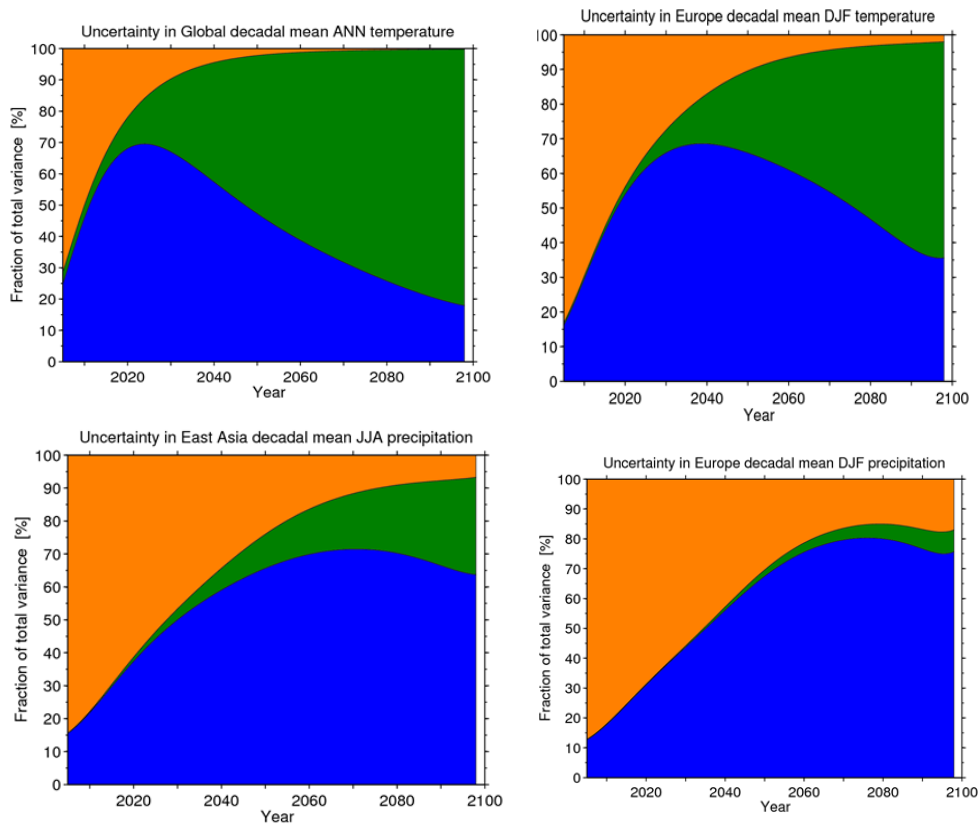 Uncertainty in Global decadal mean ANN temperature
Fraction of total variance [%]
100
90
80
70
60
50
40
30
20
10
0
2020 2040 2060 2080 2100
Year
Uncertainty in Europe decadal mean DJF temperature
100
90
80
70
60
50
40
30
20
10
0
2020 2040 2060 2080 2100
Year
Uncertainty in East Asia decadal mean JJA precipitation
Fraction of total variance [%]
100
90
80
70
60
50
40
30
20
10
0
2020 2040 2060 2080 2100
Year
Uncertainty in Europe decadal mean DJF precipitation
Fraction of total variance [%]
100
90
80
70
60
50
40
30
20
10
0
2020 2040 2060 2080 2100
Year